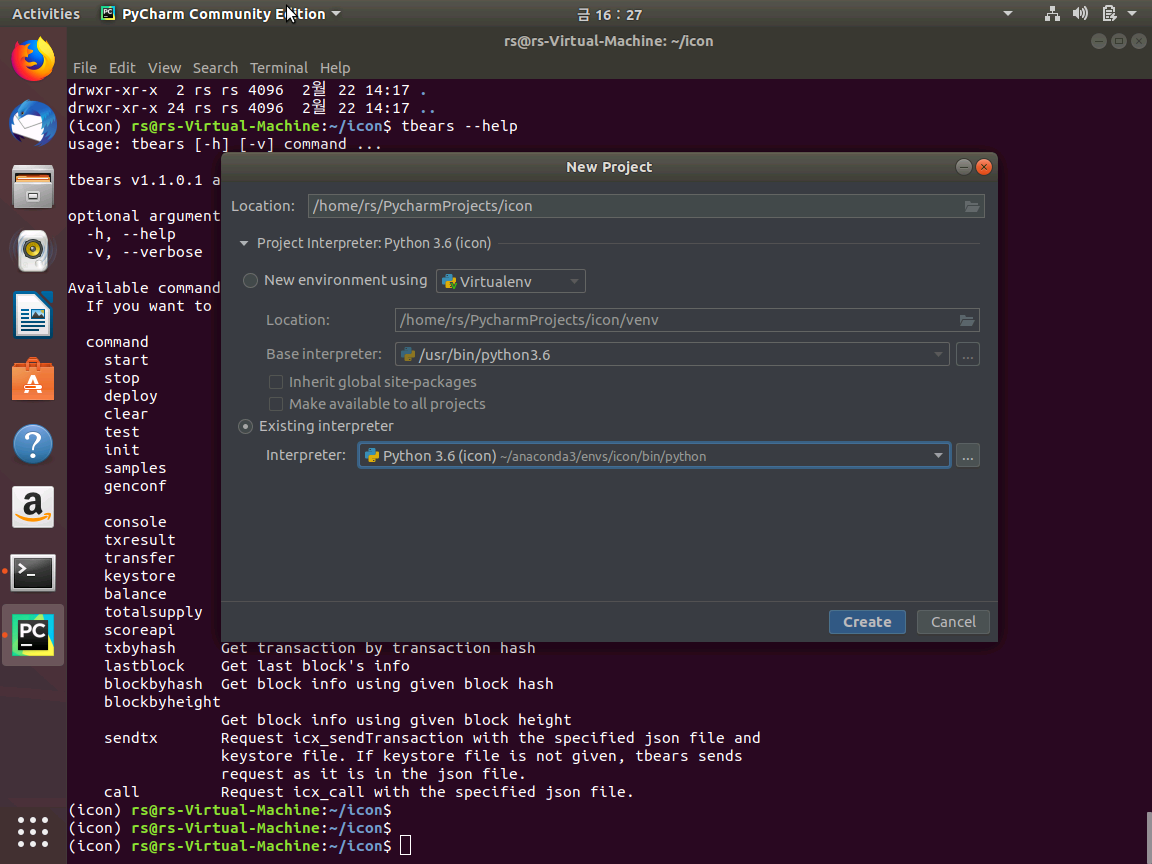 Activities PyCharm Community Edition 금 16 : 27
rs@rs-Virtual-Machine: ~/icon
File Edit View Search Terminal Help
drwxr-xr-x  2 rs rs 4096  2월 22 14:17 .
drwxr-xr-x 24 rs rs 4096  2월 22 14:17 ..
(icon) rs@rs-Virtual-Machine:~/icon$ tbears --help
usage: tbears [-h] [-v] command ...
tbears v1.1.0.1 a
optional argument
-h, --help
-v, --verbose
Available command
If you want to
command
start
stop
deploy
clear
test
init
samples
genconf
console
txresult
transfer
keystore
balance
totalsupply
scoreapi
New Project
Location: /home/rs/PycharmProjects/icon
Project Interpreter: Python 3.6 (icon)
New environment using Virtualenv
Location: /home/rs/PycharmProjects/icon/venv
Base interpreter: /usr/bin/python3.6 ...
Inherit global site-packages
Make available to all projects
Existing interpreter
Interpreter: Python 3.6 (icon) ~/anaconda3/envs/icon/bin/python ...
Create Cancel
txbyhash Get transaction by transaction hash
lastblock Get last block's info
blockbyhash Get block info using given block hash
blockbyheight
Get block info using given block height
sendtx Request icx_sendTransaction with the specified json file and
keystore file. If keystore file is not given, tbears sends
request as it is in the json file.
call Request icx_call with the specified json file.
(icon) rs@rs-Virtual-Machine:~/icon$
(icon) rs@rs-Virtual-Machine:~/icon$
(icon) rs@rs-Virtual-Machine:~/icon$
A
?
a
>_
PC